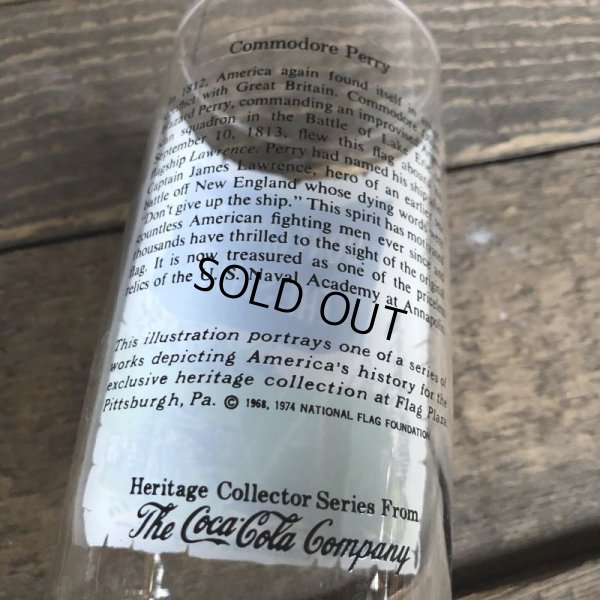 Commodore Perry
In 1812, America again found itself in
conflict with Great Britain. Commodore
Perry, commanding an improvised
squadron in the Battle of Lake Erie
September 10, 1813, flew this flag aboard
flagship Lawrence. Perry had named his ship
Captain James Lawrence, hero of an earlier
battle off New England whose dying words were
"Don't give up the ship." This spirit has motivated
countless American fighting men ever since and
thousands have thrilled to the sight of the original
flag. It is now treasured as one of the priceless
relics of the U. S. Naval Academy at Annapolis.
SOLD OUT
This illustration portrays one of a series of
works depicting America's history for the
exclusive heritage collection at Flag Plaza
Pittsburgh, Pa. © 1968, 1974 NATIONAL FLAG FOUNDATION
Heritage Collector Series From
The Coca-Cola Company